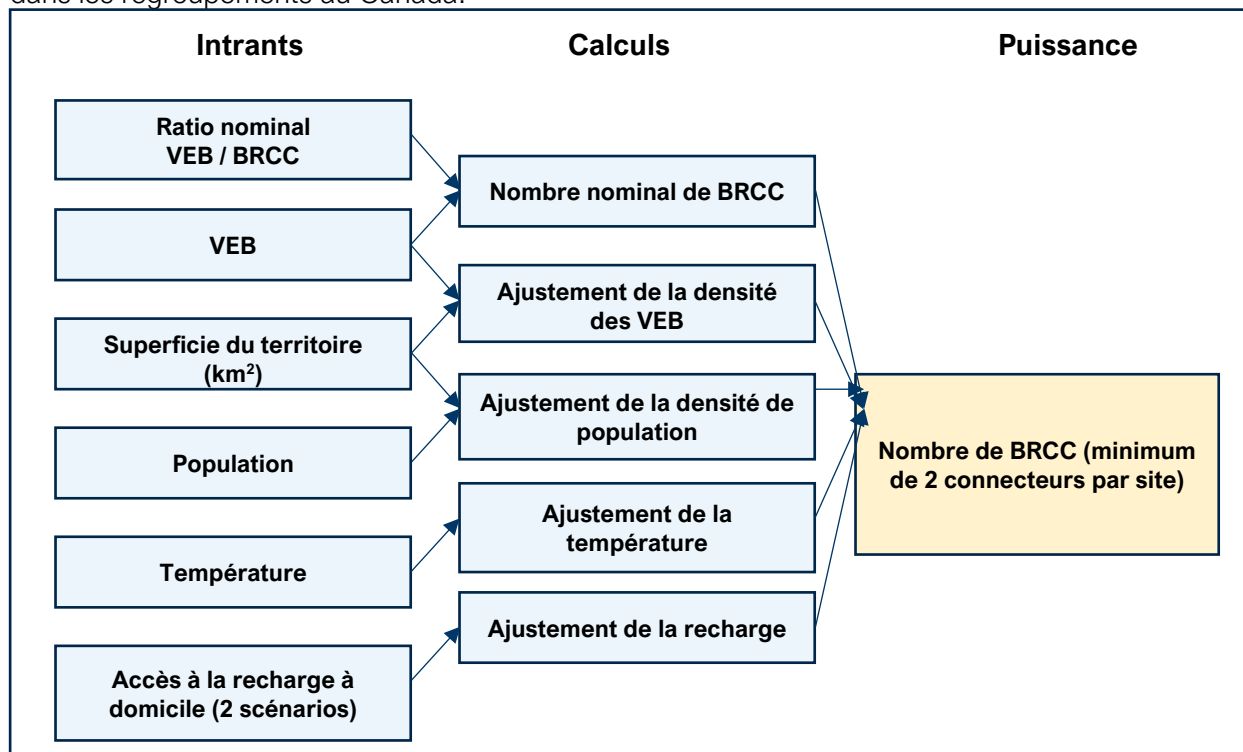 dans les regroupements au Canada.
Intrants
Calculs
Puissance
Ratio nominal
VEB / BRCC
VEB
Superficie du territoire
(km²)
Population
Température
Accès à la recharge à
domicile (2 scénarios)
Nombre nominal de BRCC
Ajustement de la densité
des VEB
Ajustement de la densité de
population
Ajustement de la
température
Ajustement de la recharge
Nombre de BRCC (minimum
de 2 connecteurs par site)